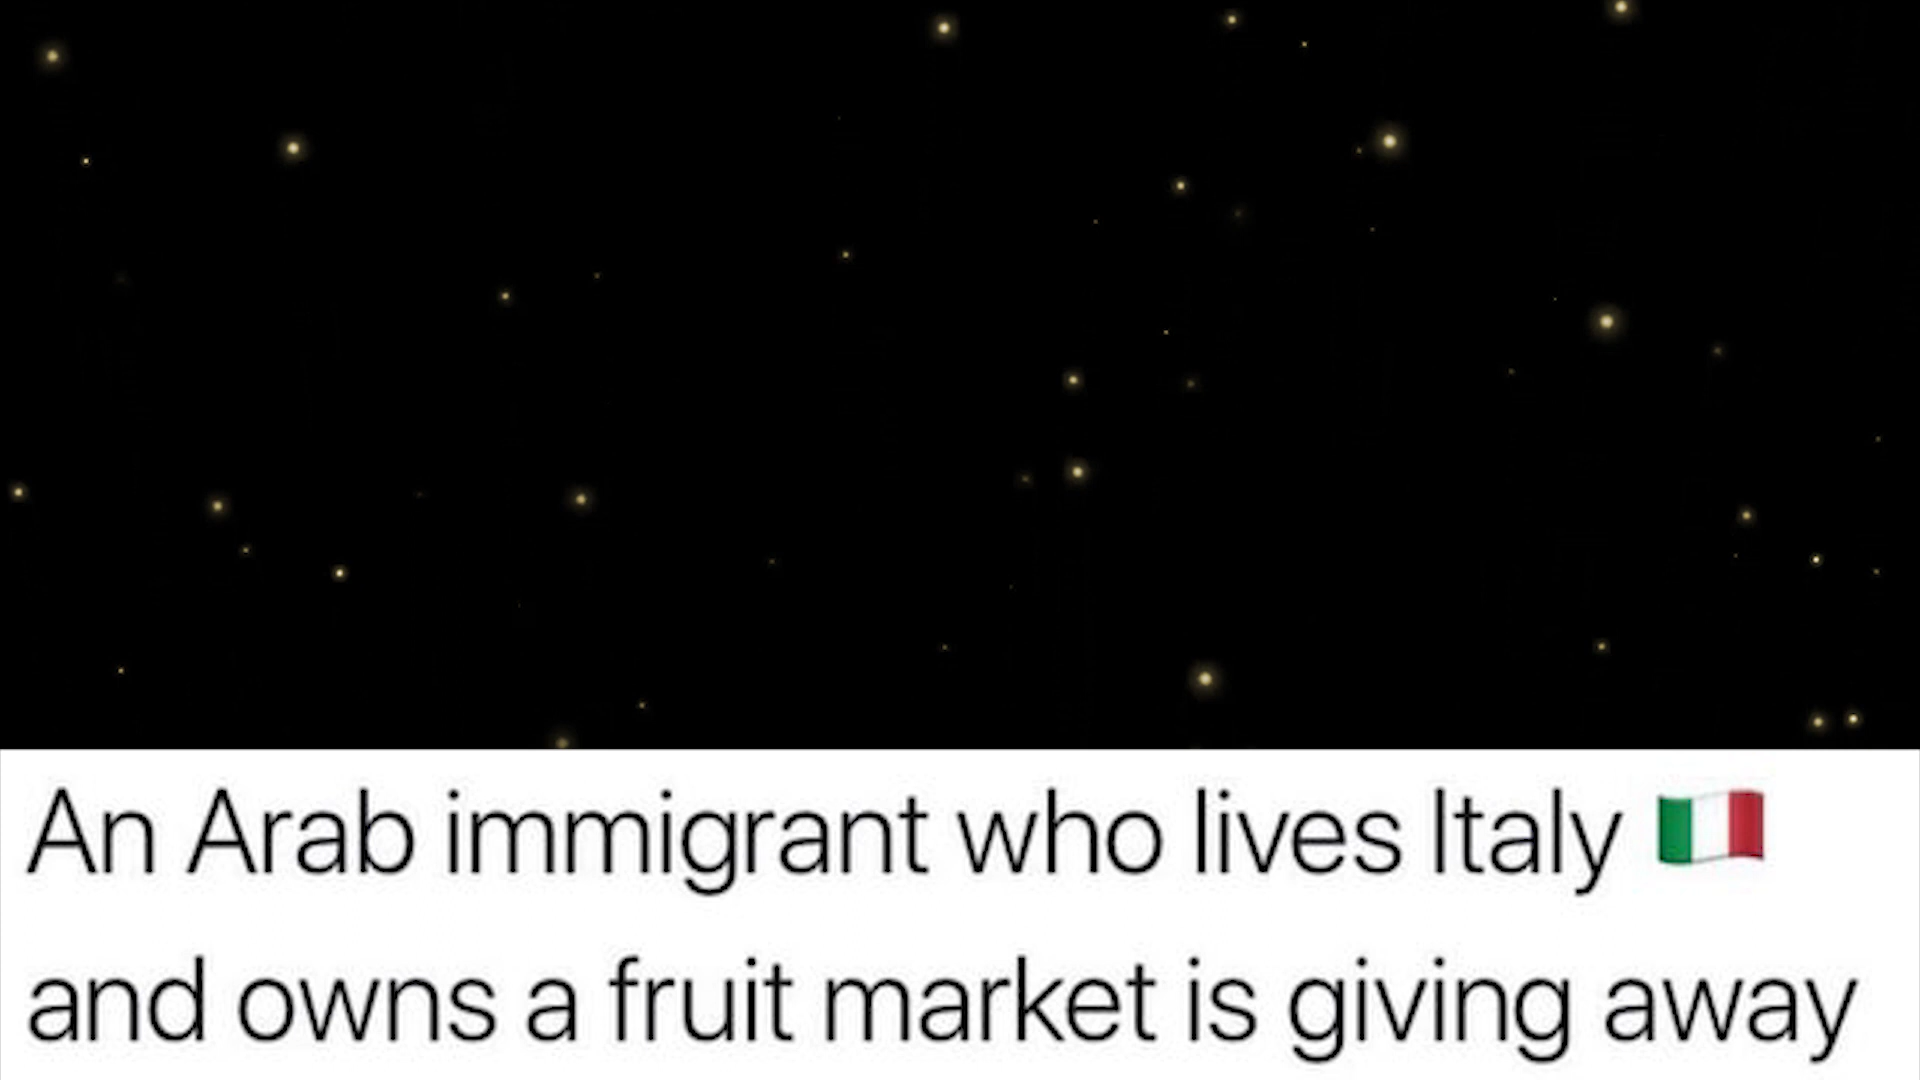 An Arab immigrant who lives Italy 🇮🇹
and owns a fruit market is giving away